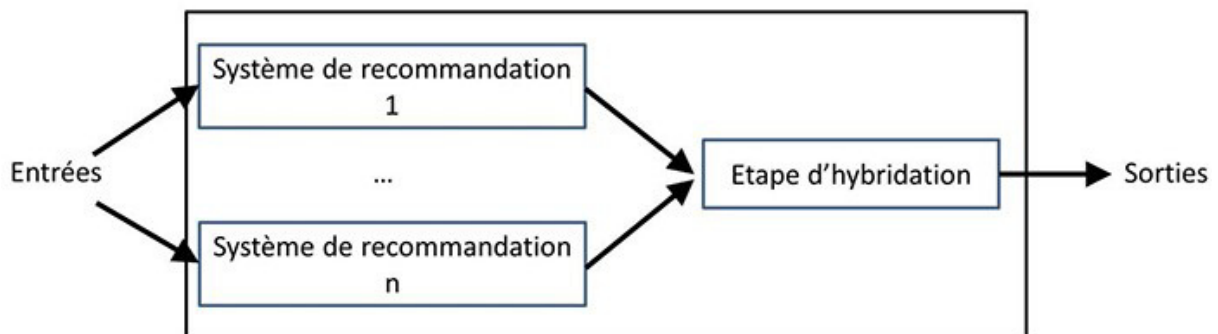 Système de recommandation
1
Entrées
...
Etape d'hybridation
Sorties
Système de recommandation
n